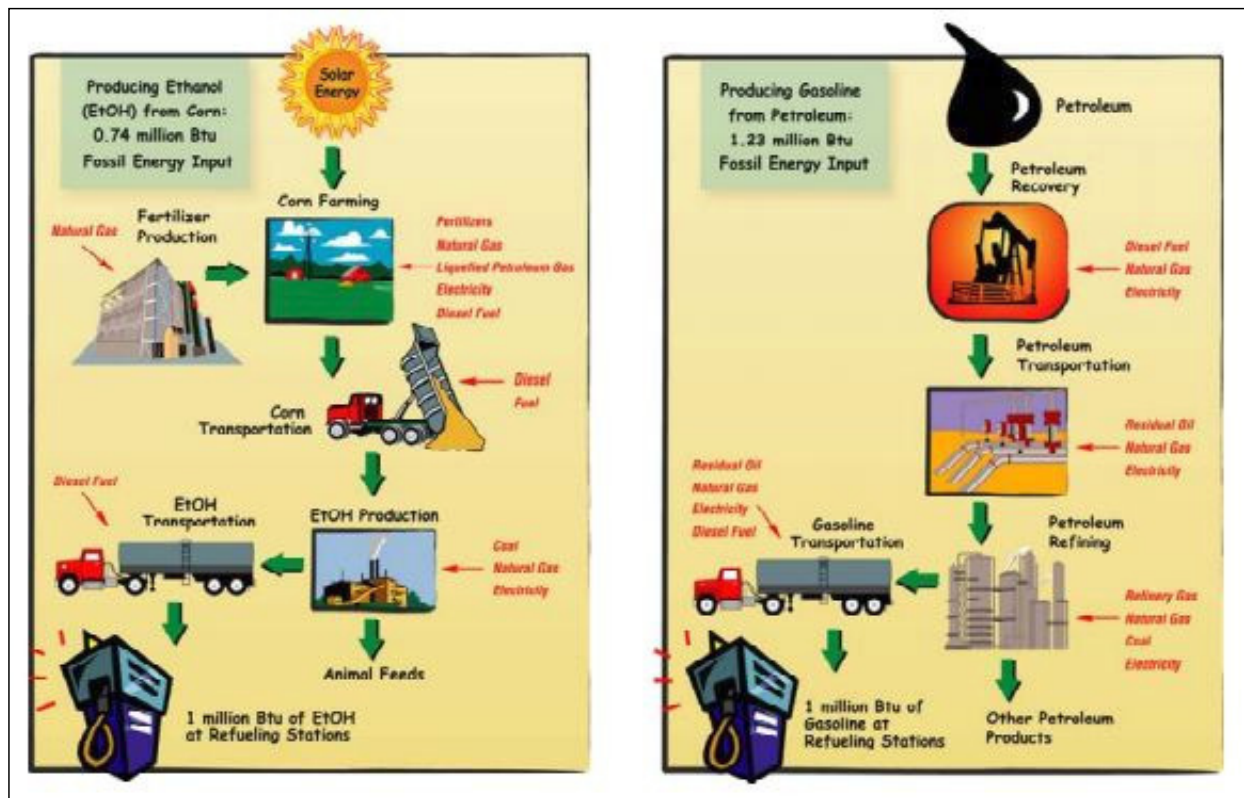 Producing Ethanol
(EtOH) from Corn:
0.74 million Btu
Fossil Energy Input
Solar
Energy
Corn Farming
Fertilizer
Production
Natural Gas
Fertilizers
Natural Gas
Liquefied Petroleum Gas
Electricity
Diesel Fuel
Diesel
Fuel
Corn
Transportation
Diesel Fuel
EtOH
Transportation
EtOH Production
Coal
Natural Gas
Electricity
Animal Feeds
1 million Btu of EtOH
at Refueling Stations
Producing Gasoline
from Petroleum:
1.23 million Btu
Fossil Energy Input
Petroleum
Petroleum
Recovery
Diesel Fuel
Natural Gas
Electricity
Petroleum
Transportation
Residual Oil
Natural Gas
Electricity
Residual Oil
Natural Gas
Electricity
Diesel Fuel
Gasoline
Transportation
Petroleum
Refining
Refinery Gas
Natural Gas
Coal
Electricity
1 million Btu of
Gasoline at
Refueling Stations
Other Petroleum
Products